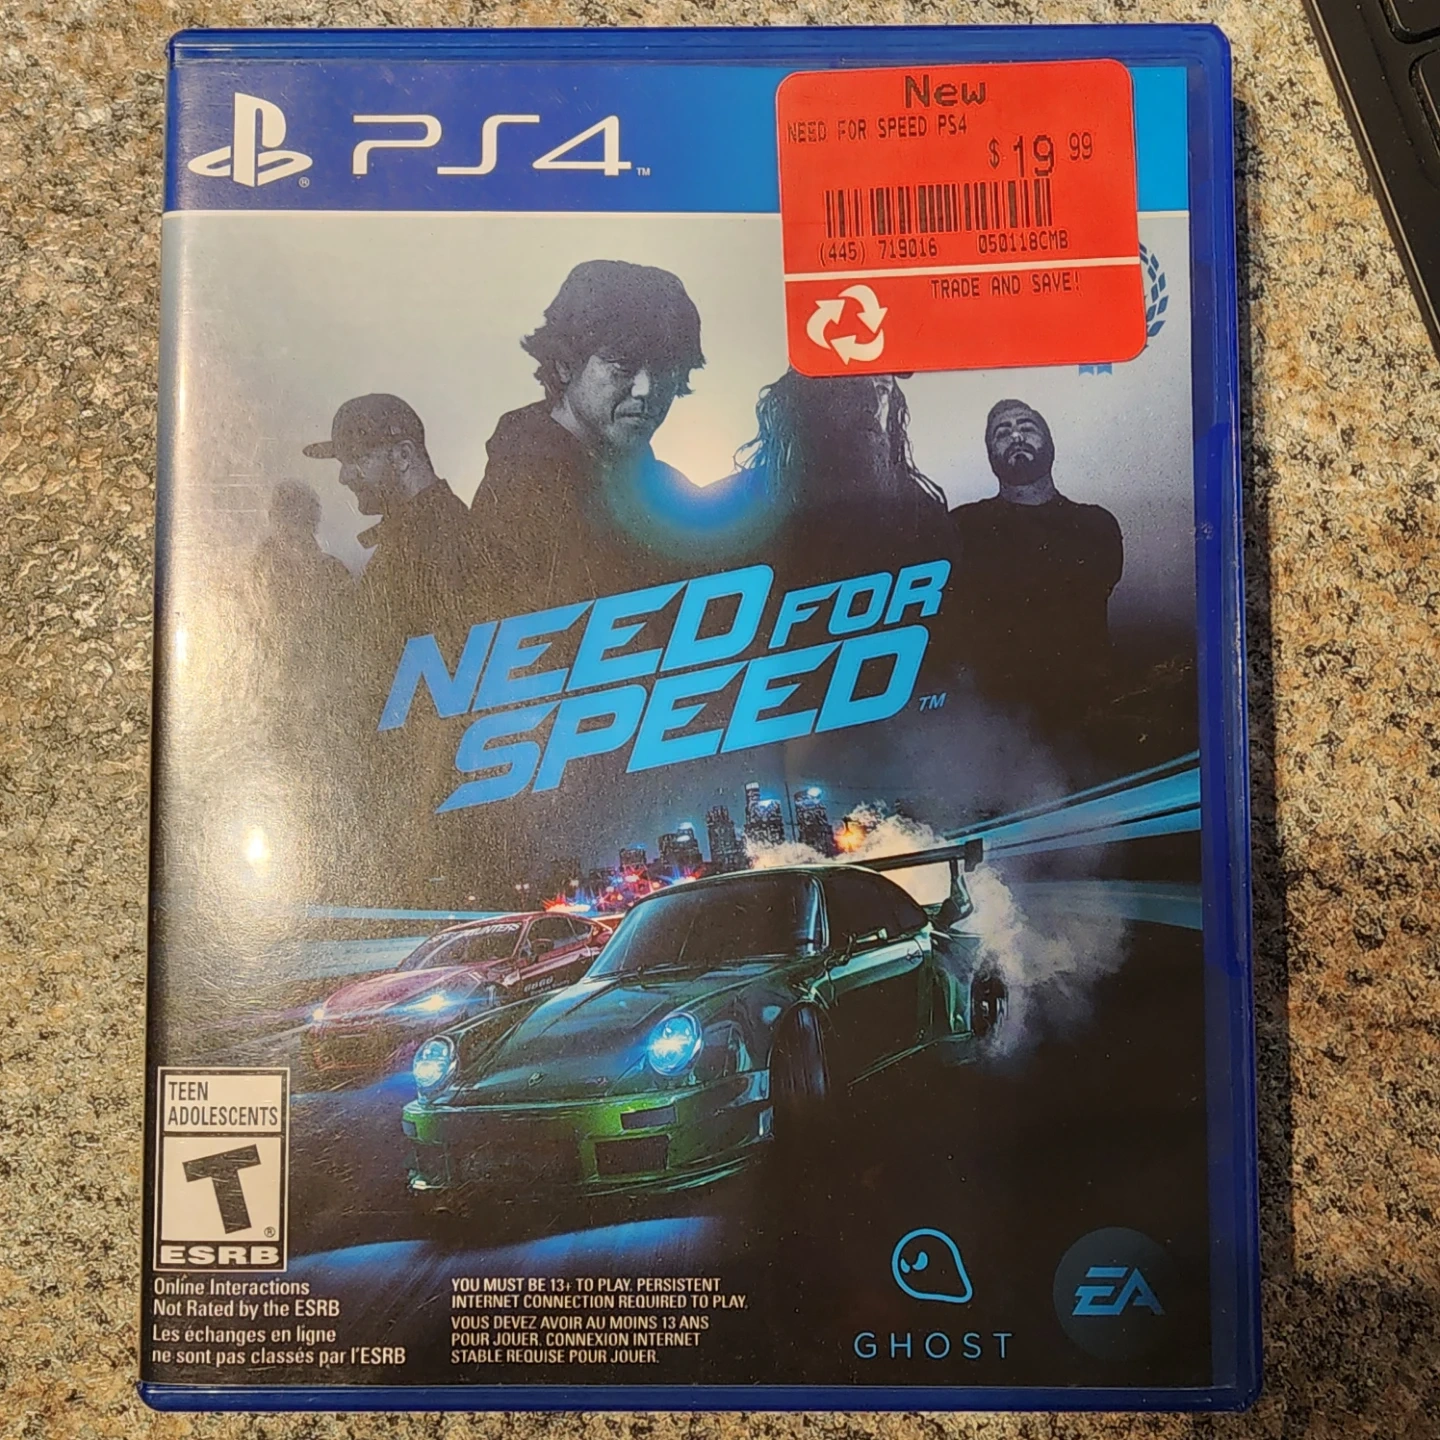 PS4™
New
NEED FOR SPEED PS4
$ 19 99
(445) 719016 050118CMB
TRADE AND SAVE!
NEED FOR
SPEED™
TEEN
ADOLESCENTS
T
®
ESRB
Online Interactions
Not Rated by the ESRB
Les échanges en ligne
ne sont pas classés par l'ESRB
YOU MUST BE 13+ TO PLAY. PERSISTENT
INTERNET CONNECTION REQUIRED TO PLAY.
VOUS DEVEZ AVOIR AU MOINS 13 ANS
POUR JOUER. CONNEXION INTERNET
STABLE REQUISE POUR JOUER.
GHOST
EA